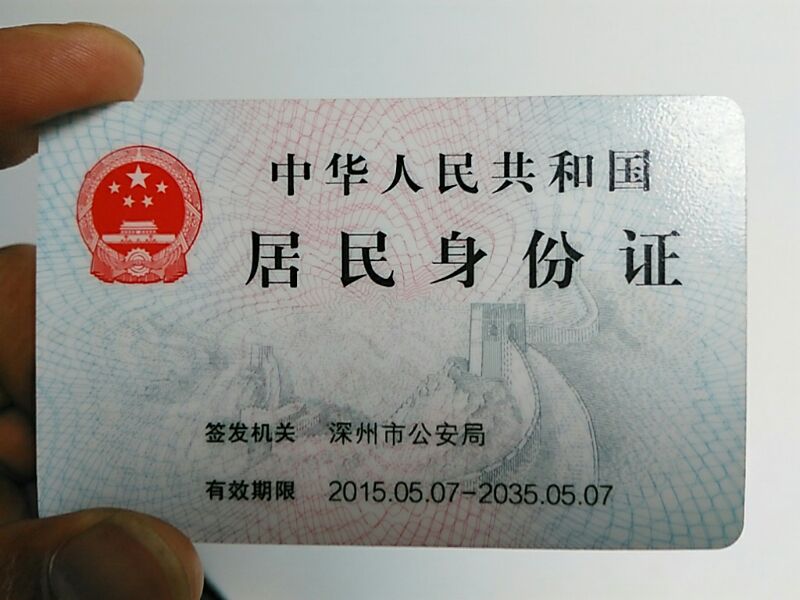 中华人民共和国
居民身份证
签发机关 深州市公安局
有效期限 2015.05.07-2035.05.07